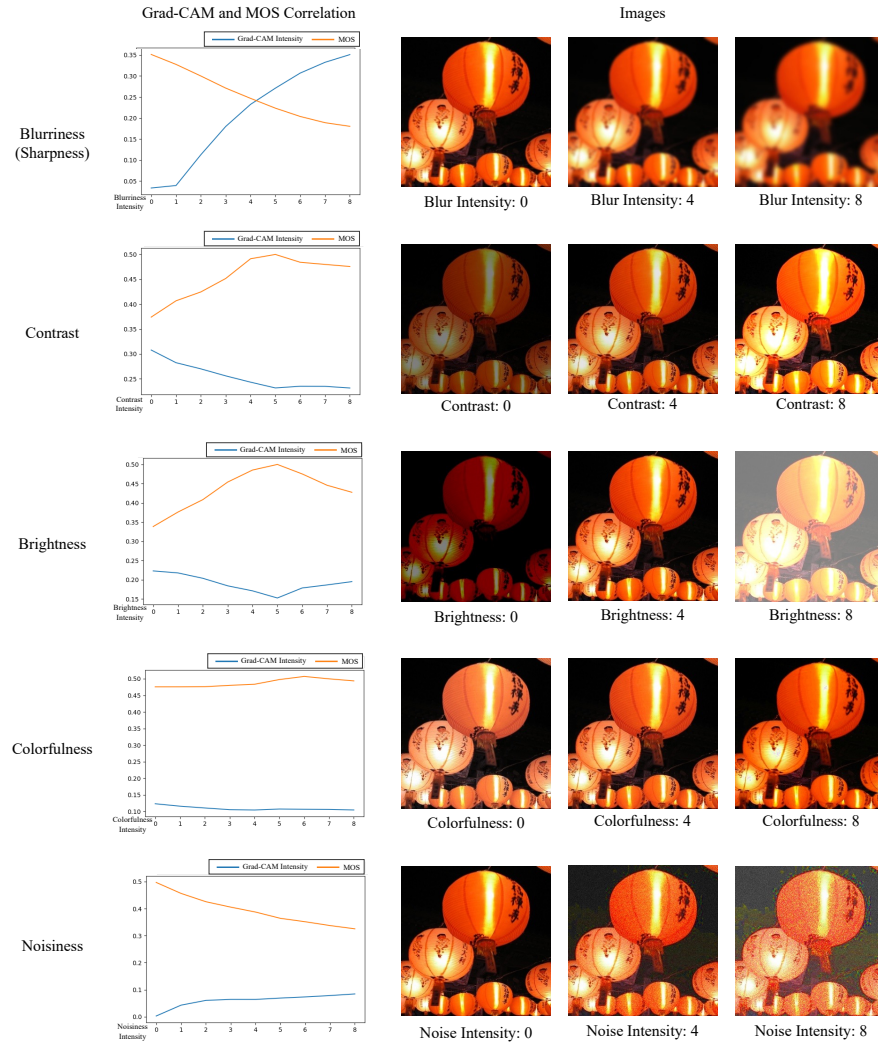 Grad-CAM and MOS Correlation
Images
Blurriness
(Sharpness)
Grad-CAM Intensity MOS
0.35
0.30
0.25
0.20
0.15
0.10
0.05
Blurriness
Intensity
0 1 2 3 4 5 6 7 8
Blur Intensity: 0
Blur Intensity: 4
Blur Intensity: 8
Contrast
Grad-CAM Intensity MOS
0.50
0.45
0.40
0.35
0.30
0.25
Contrast
Intensity
0 1 2 3 4 5 6 7 8
Contrast: 0
Contrast: 4
Contrast: 8
Brightness
Grad-CAM Intensity MOS
0.50
0.45
0.40
0.35
0.30
0.25
0.20
0.15
Brightness
Intensity
0 1 2 3 4 5 6 7 8
Brightness: 0
Brightness: 4
Brightness: 8
Colorfulness
Grad-CAM Intensity MOS
0.50
0.45
0.40
0.35
0.30
0.25
0.20
0.15
0.10
Colorfulness
Intensity
0 1 2 3 4 5 6 7 8
Colorfulness: 0
Colorfulness: 4
Colorfulness: 8
Noisiness
Grad-CAM Intensity MOS
0.5
0.4
0.3
0.2
0.1
0.0
Noisiness
Intensity
0 1 2 3 4 5 6 7 8
Noise Intensity: 0
Noise Intensity: 4
Noise Intensity: 8